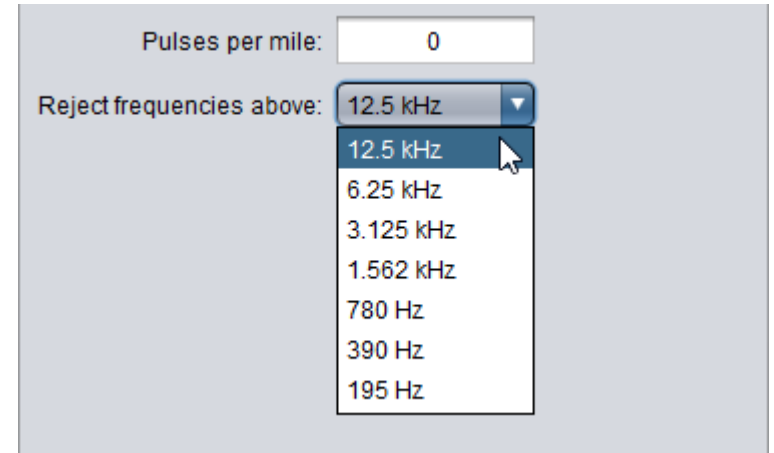 Pulses per mile: 0
Reject frequencies above: 12.5 kHz
12.5 kHz
6.25 kHz
3.125 kHz
1.562 kHz
780 Hz
390 Hz
195 Hz